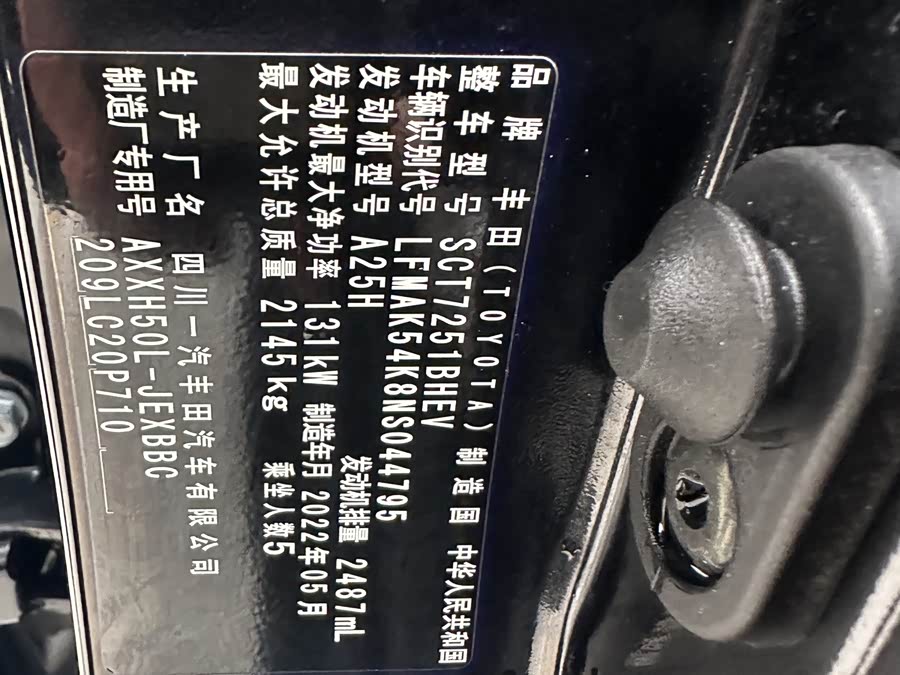 品牌 丰田(TOYOTA) 制造国 中华人民共和国
整车型号 SCT7251BHEV
车辆识别代号 LFMAK54K8NS044795
发动机型号 A25H 发动机排量 2487mL
发动机最大净功率 131kW 制造年月 2022年05月
最大允许总质量 2145kg 乘坐人数5
生产厂名 四川一汽丰田汽车有限公司
制造厂专用号 AXXH50L-JEXBBC
209LC20P710